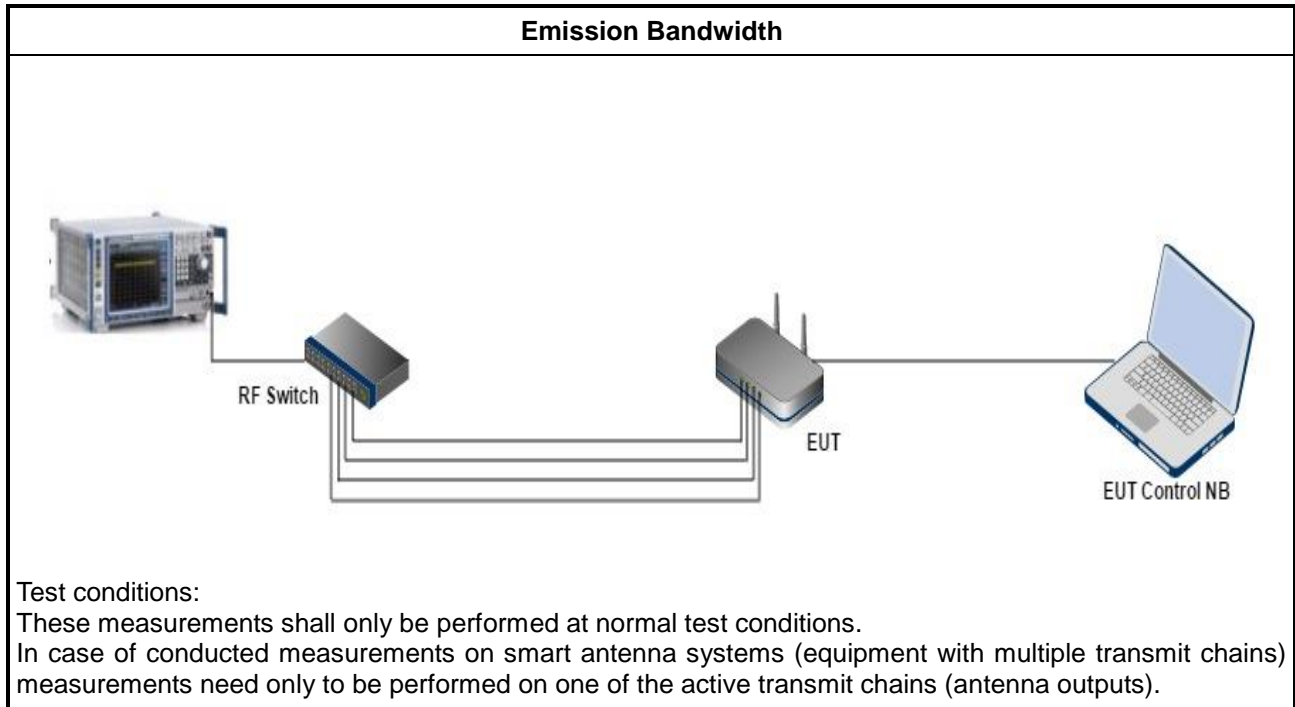 Emission Bandwidth
RF Switch
EUT
EUT Control NB
Test conditions:
These measurements shall only be performed at normal test conditions.
In case of conducted measurements on smart antenna systems (equipment with multiple transmit chains)
measurements need only to be performed on one of the active transmit chains (antenna outputs).